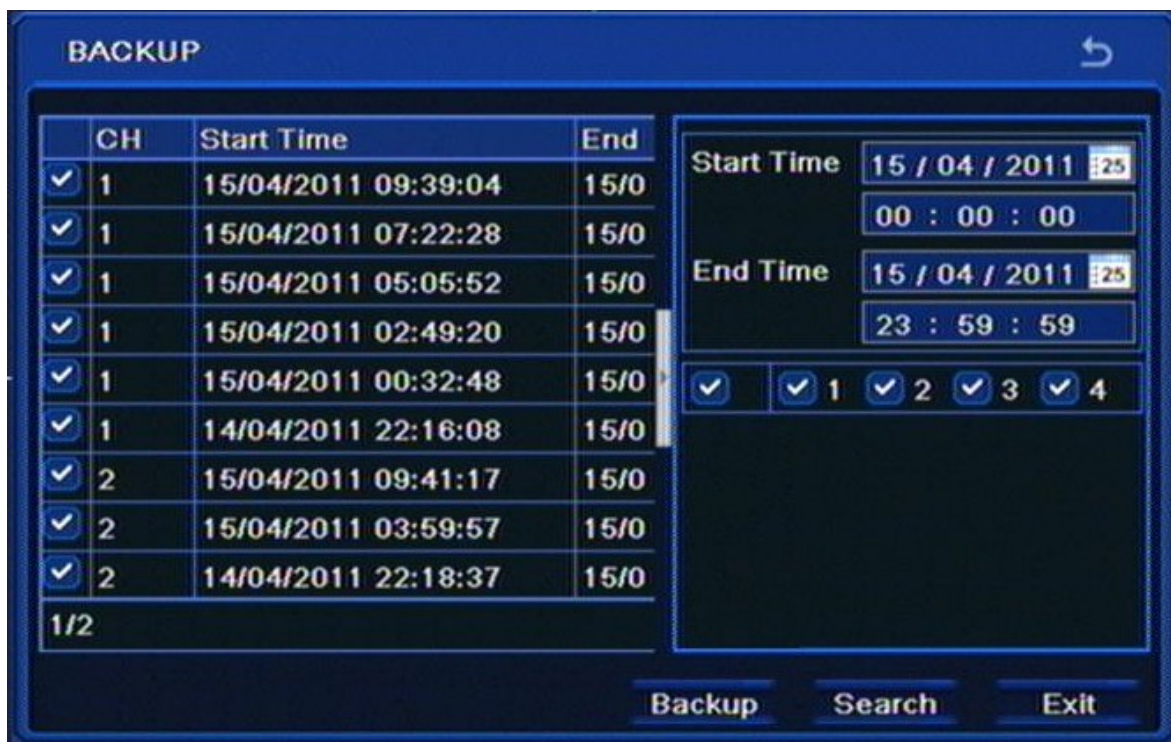 BACKUP
CH Start Time End
1 15/04/2011 09:39:04 15/0
1 15/04/2011 07:22:28 15/0
1 15/04/2011 05:05:52 15/0
1 15/04/2011 02:49:20 15/0
1 15/04/2011 00:32:48 15/0
1 14/04/2011 22:16:08 15/0
2 15/04/2011 09:41:17 15/0
2 15/04/2011 03:59:57 15/0
2 14/04/2011 22:18:37 15/0
1/2
Start Time 15 / 04 / 2011 25
00 : 00 : 00
End Time 15 / 04 / 2011 25
23 : 59 : 59
1 2 3 4
Backup Search Exit